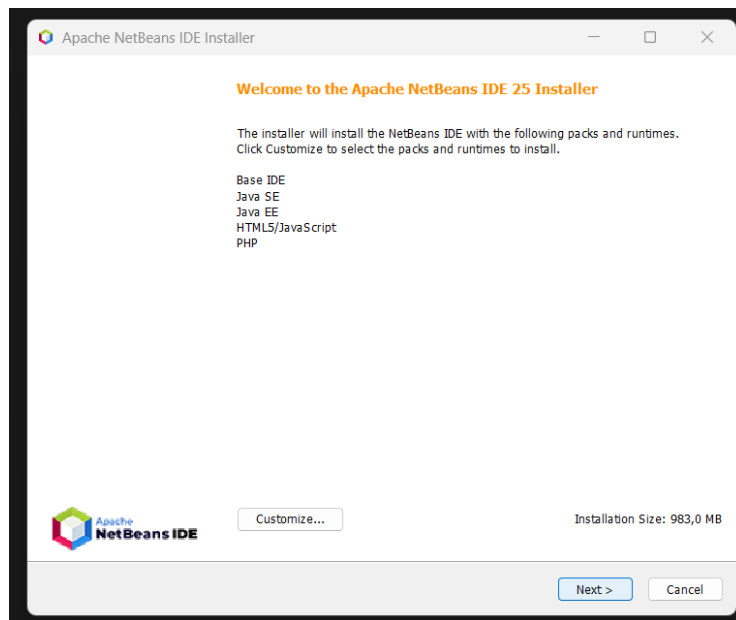 Apache NetBeans IDE Installer
Welcome to the Apache NetBeans IDE 25 Installer
The installer will install the NetBeans IDE with the following packs and runtimes.
Click Customize to select the packs and runtimes to install.
Base IDE
Java SE
Java EE
HTML5/JavaScript
PHP
Apache
NetBeans IDE
Customize...
Installation Size: 983,0 MB
Next >
Cancel